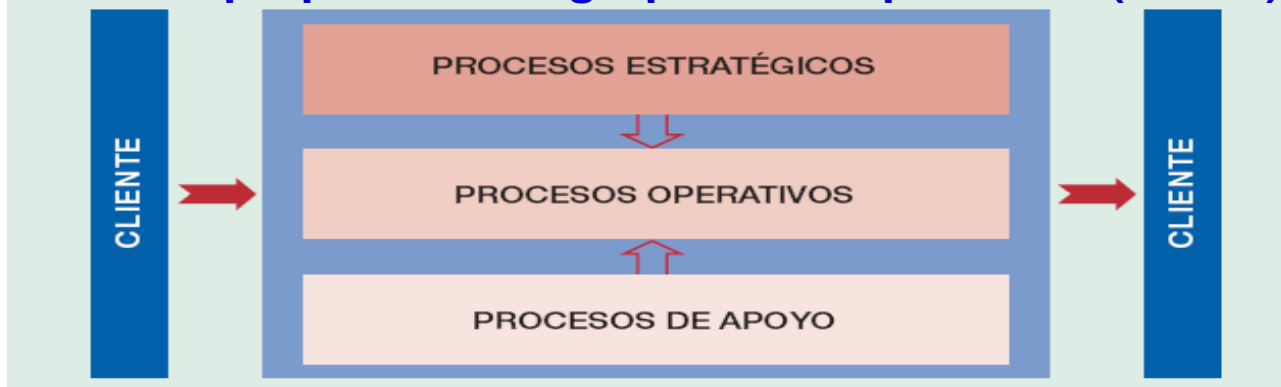 PROCESOS ESTRATÉGICOS
CLIENTE
PROCESOS OPERATIVOS
CLIENTE
PROCESOS DE APOYO